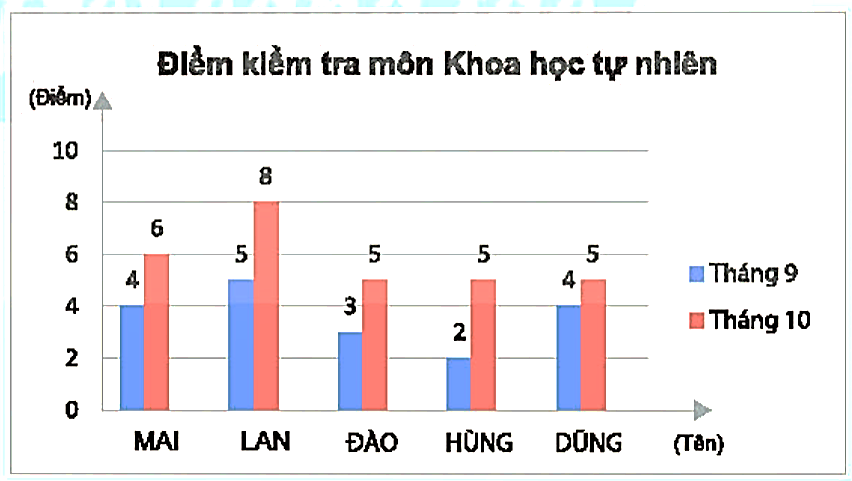 Điểm kiểm tra môn Khoa học tự nhiên
(Điểm)
10
8
6
4
2
0
4 6
5 8
3 5
2 5
4 5
Tháng 9
Tháng 10
MAI LAN ĐÀO HÙNG DŨNG (Tên)